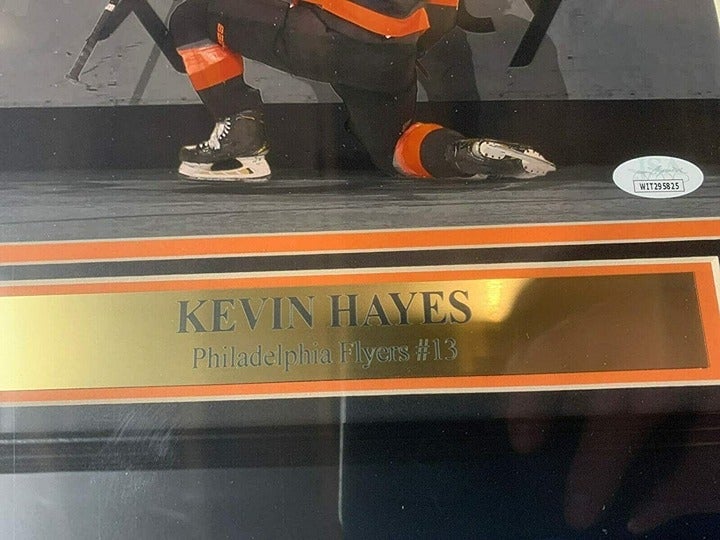 WIT295825
KEVIN HAYES
Philadelphia Flyers #13